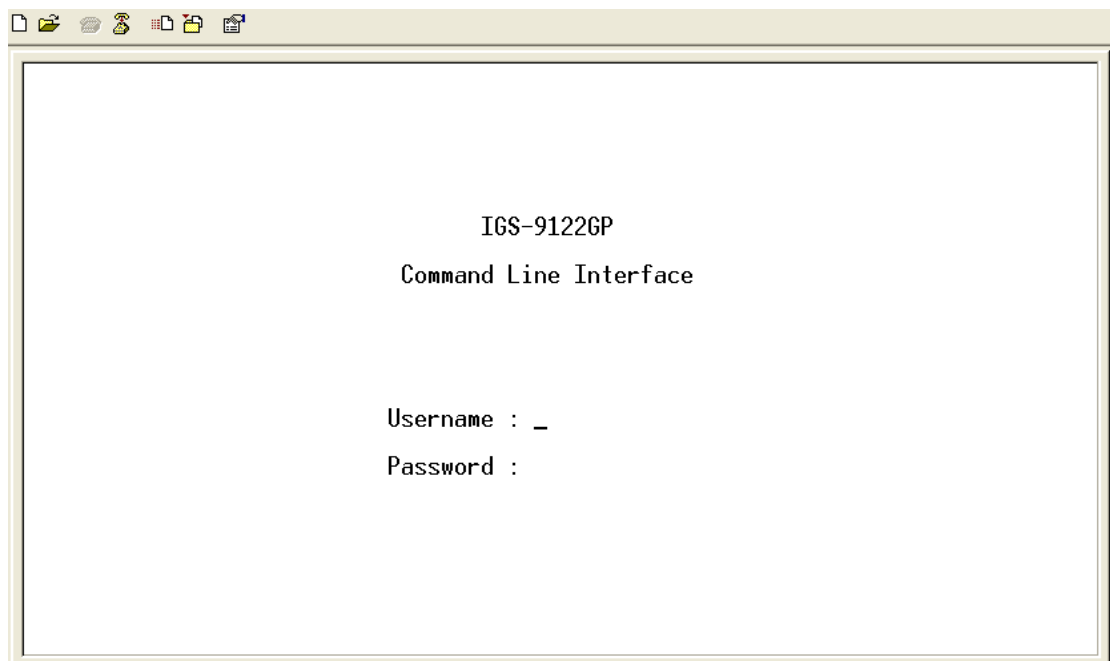 IGS-9122GP
Command Line Interface
Username : _
Password :